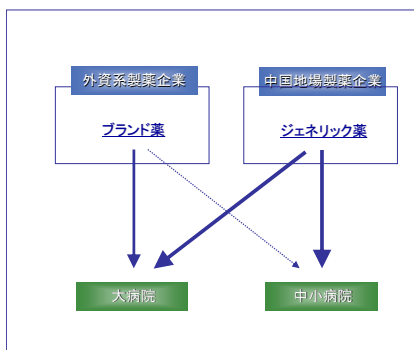 外資系製薬企業
中国地場製薬企業
ブランド薬
ジェネリック薬
大病院
中小病院